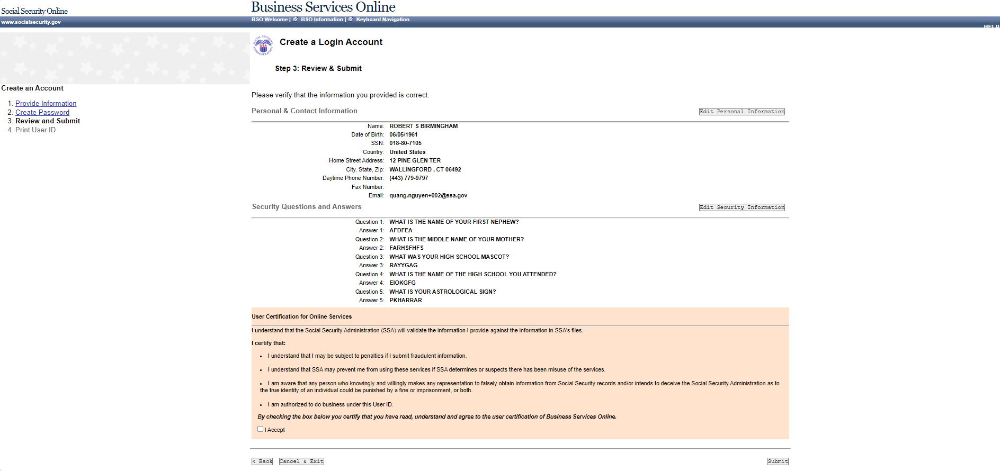 Social Security Online
www.socialsecurity.gov
Business Services Online
BSO Welcome | BSO Information | Keyboard Navigation
HELP
Create an Account
1. Provide Information
2. Create Password
3. Review and Submit
4. Print User ID
SOCIAL SECURITY ADMINISTRATION
USA
Create a Login Account
Step 3: Review & Submit
Please verify that the information you provided is correct.
Personal & Contact Information
Edit Personal Information
Name: ROBERT S BIRMINGHAM
Date of Birth: 06/05/1961
SSN: 018-80-7105
Country: United States
Home Street Address: 12 PINE GLEN TER
City, State, Zip: WALLINGFORD , CT 06492
Daytime Phone Number: (443) 779-9797
Fax Number:
Email: quang.nguyen+002@ssa.gov
Security Questions and Answers
Edit Security Information
Question 1: WHAT IS THE NAME OF YOUR FIRST NEPHEW?
Answer 1: AFDFEA
Question 2: WHAT IS THE MIDDLE NAME OF YOUR MOTHER?
Answer 2: FARHSFHFS
Question 3: WHAT WAS YOUR HIGH SCHOOL MASCOT?
Answer 3: RAYYGAG
Question 4: WHAT IS THE NAME OF THE HIGH SCHOOL YOU ATTENDED?
Answer 4: EIOKGFG
Question 5: WHAT IS YOUR ASTROLOGICAL SIGN?
Answer 5: PKHARRAR
User Certification for Online Services
I understand that the Social Security Administration (SSA) will validate the information I provide against the information in SSA's files.
I certify that:
• I understand that I may be subject to penalties if I submit fraudulent information.
• I understand that SSA may prevent me from using these services if SSA determines or suspects there has been misuse of the services.
• I am aware that any person who knowingly and willingly makes any representation to falsely obtain information from Social Security records and/or intends to deceive the Social Security Administration as to
the true identity of an individual could be punished by a fine or imprisonment, or both.
• I am authorized to do business under this User ID.
By checking the box below you certify that you have read, understand and agree to the user certification of Business Services Online.
I Accept
< Back
Cancel & Exit
Submit